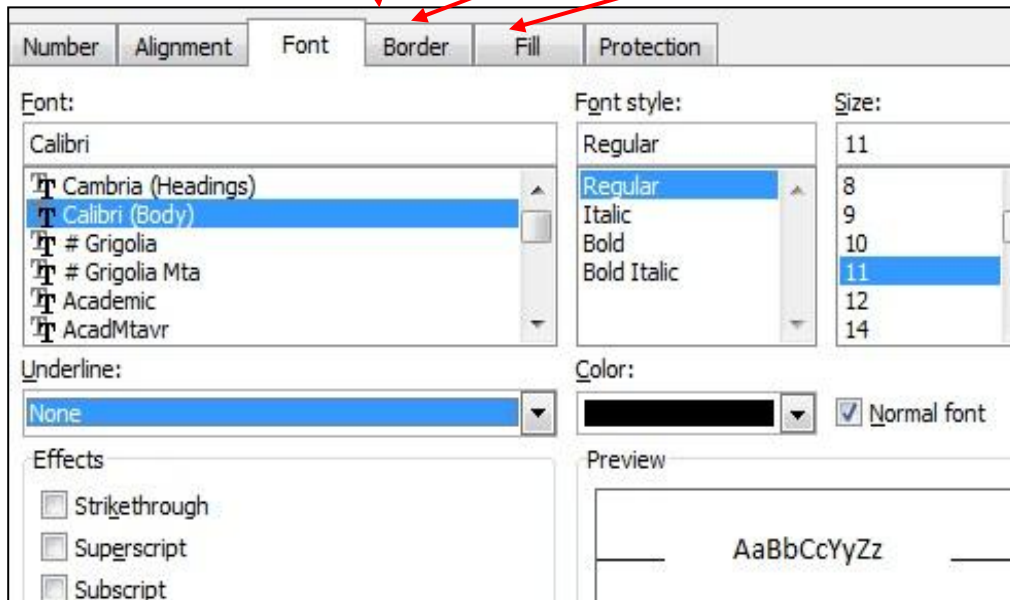 Number Alignment Font Border Fill Protection
Font: Font style: Size:
Calibri Regular 11
Cambria (Headings) Regular 8
Calibri (Body) Italic 9
# Grigolia Bold 10
# Grigolia Mta Bold Italic 11
Academic 12
AcadMtavr 14
Underline: Color:
None Normal font
Effects Preview
Strikethrough
Superscript AaBbCcYyZz
Subscript